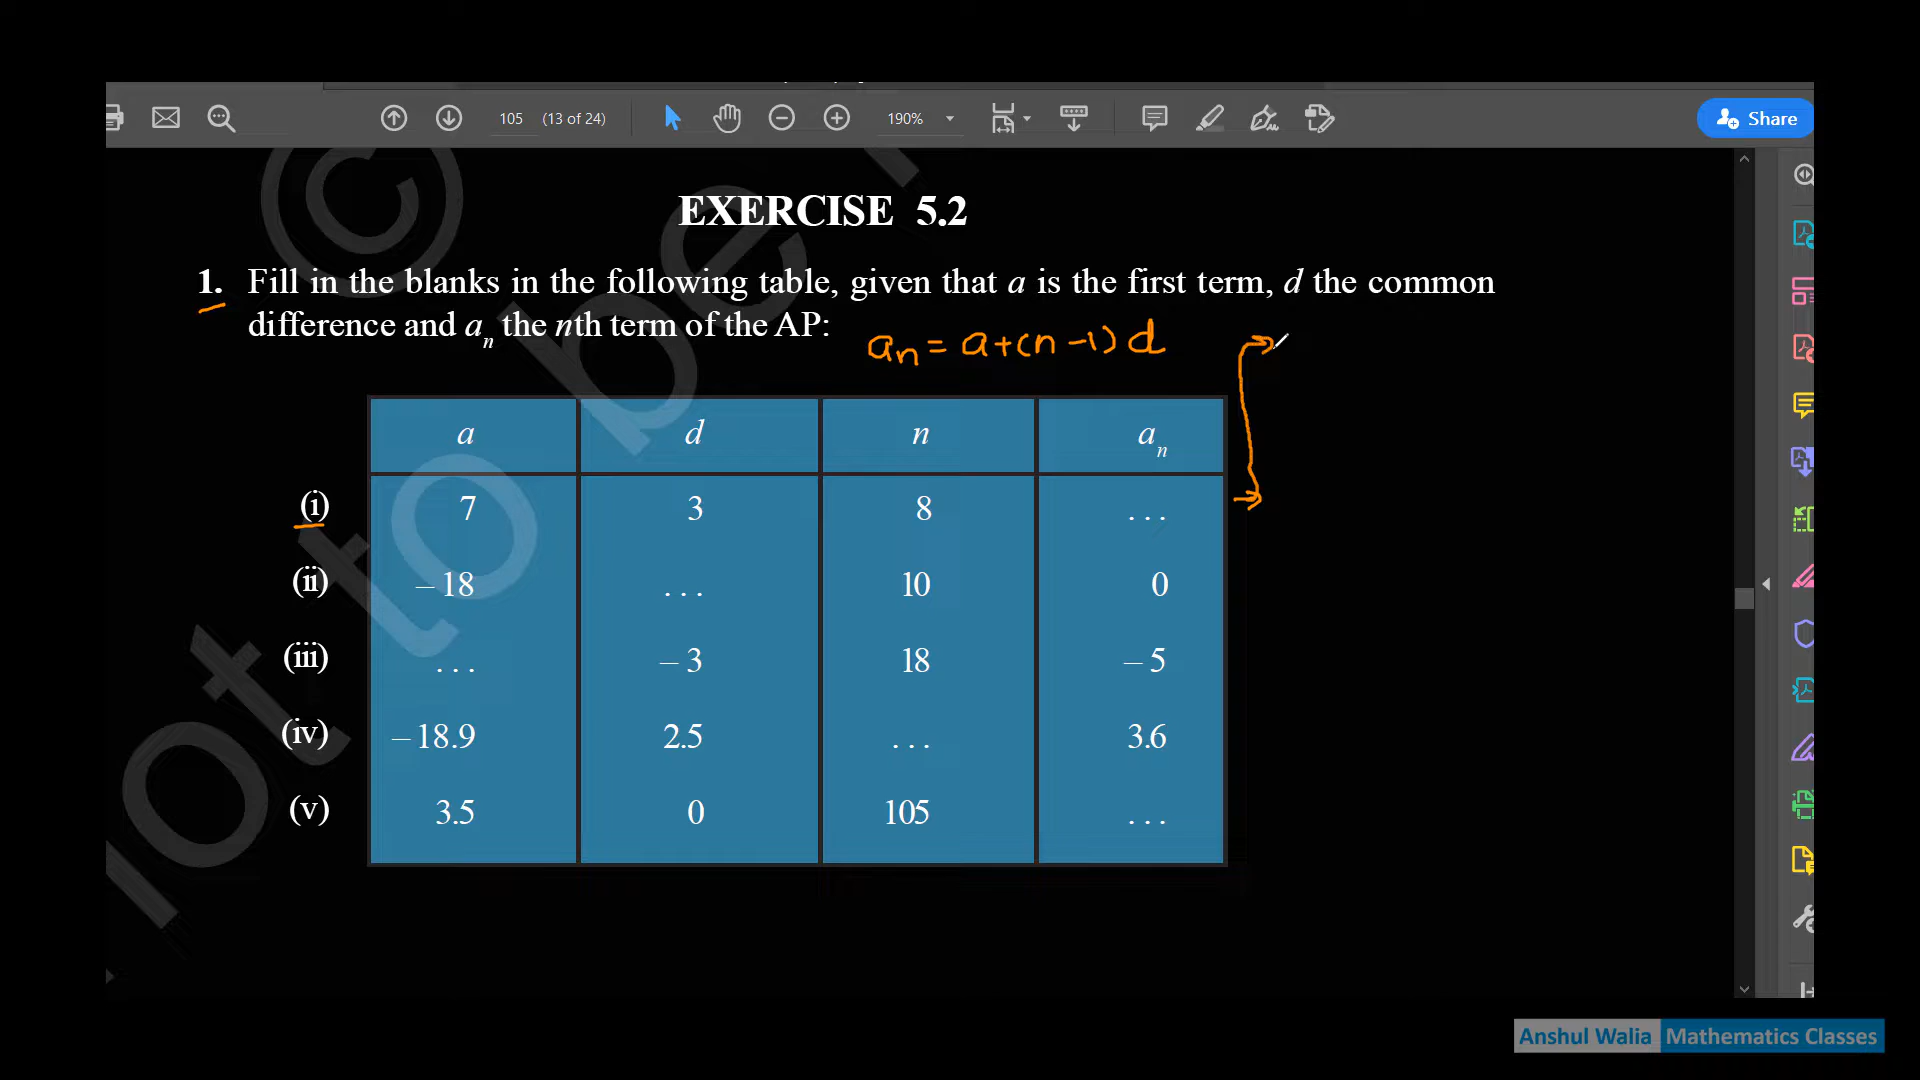 105 (13 of 24) 190% Share
EXERCISE 5.2
1. Fill in the blanks in the following table, given that a is the first term, d the common
difference and aₙ the nth term of the AP:
aₙ = a+(n-1) d
a d n aₙ
(i) 7 3 8 . . .
(ii) – 18 . . . 10 0
(iii) . . . – 3 18 – 5
(iv) – 18.9 2.5 . . . 3.6
(v) 3.5 0 105 . . .
©
not to be r
Anshul Walia Mathematics Classes